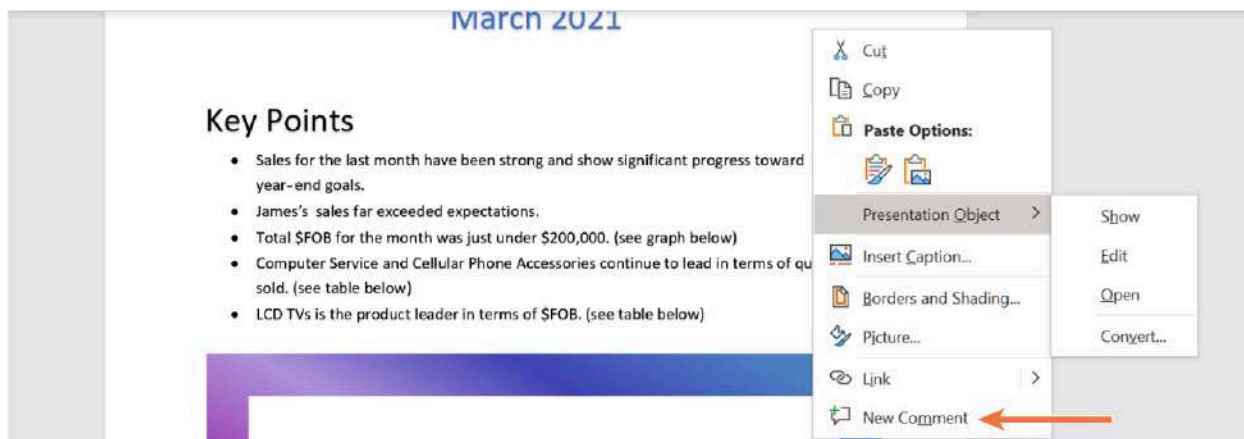 March 2021
Key Points
• Sales for the last month have been strong and show significant progress toward
year-end goals.
• James's sales far exceeded expectations.
• Total $FOB for the month was just under $200,000. (see graph below)
• Computer Service and Cellular Phone Accessories continue to lead in terms of qu
sold. (see table below)
• LCD TVs is the product leader in terms of $FOB. (see table below)
Cut
Copy
Paste Options:
Presentation Object >
Insert Caption...
Borders and Shading...
Picture...
Link >
New Comment
Show
Edit
Open
Convert...